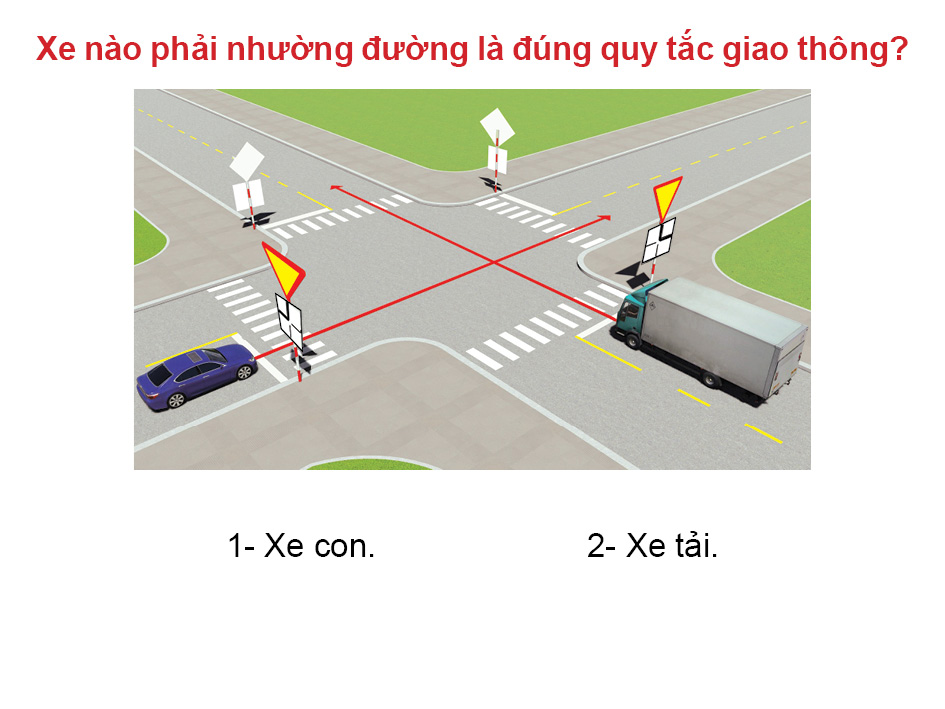 Xe nào phải nhường đường là đúng quy tắc giao thông?
1- Xe con. 2- Xe tải.